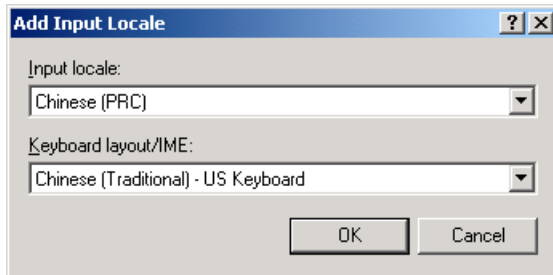 Add Input Locale
Input locale:
Chinese (PRC)
Keyboard layout/IME:
Chinese (Traditional) - US Keyboard
OK Cancel